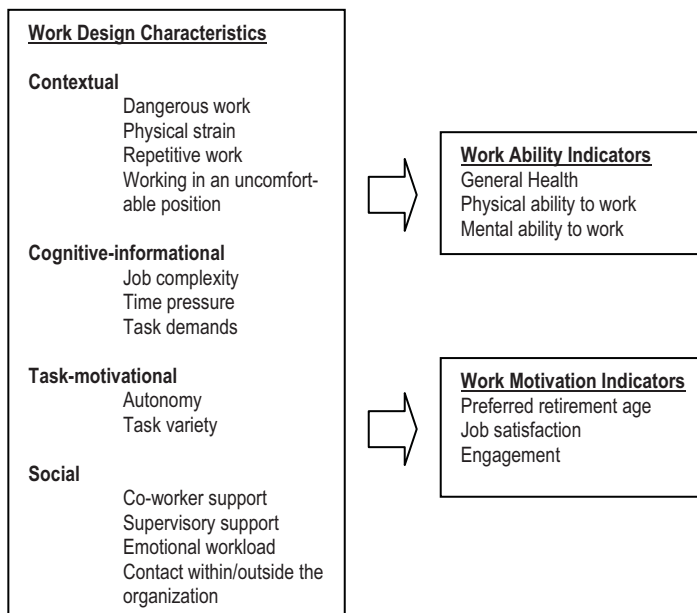 Work Design Characteristics
Contextual
Dangerous work
Physical strain
Repetitive work
Working in an uncomfort-
able position
Cognitive-informational
Job complexity
Time pressure
Task demands
Task-motivational
Autonomy
Task variety
Social
Co-worker support
Supervisory support
Emotional workload
Contact within/outside the
organization
Work Ability Indicators
General Health
Physical ability to work
Mental ability to work
Work Motivation Indicators
Preferred retirement age
Job satisfaction
Engagement